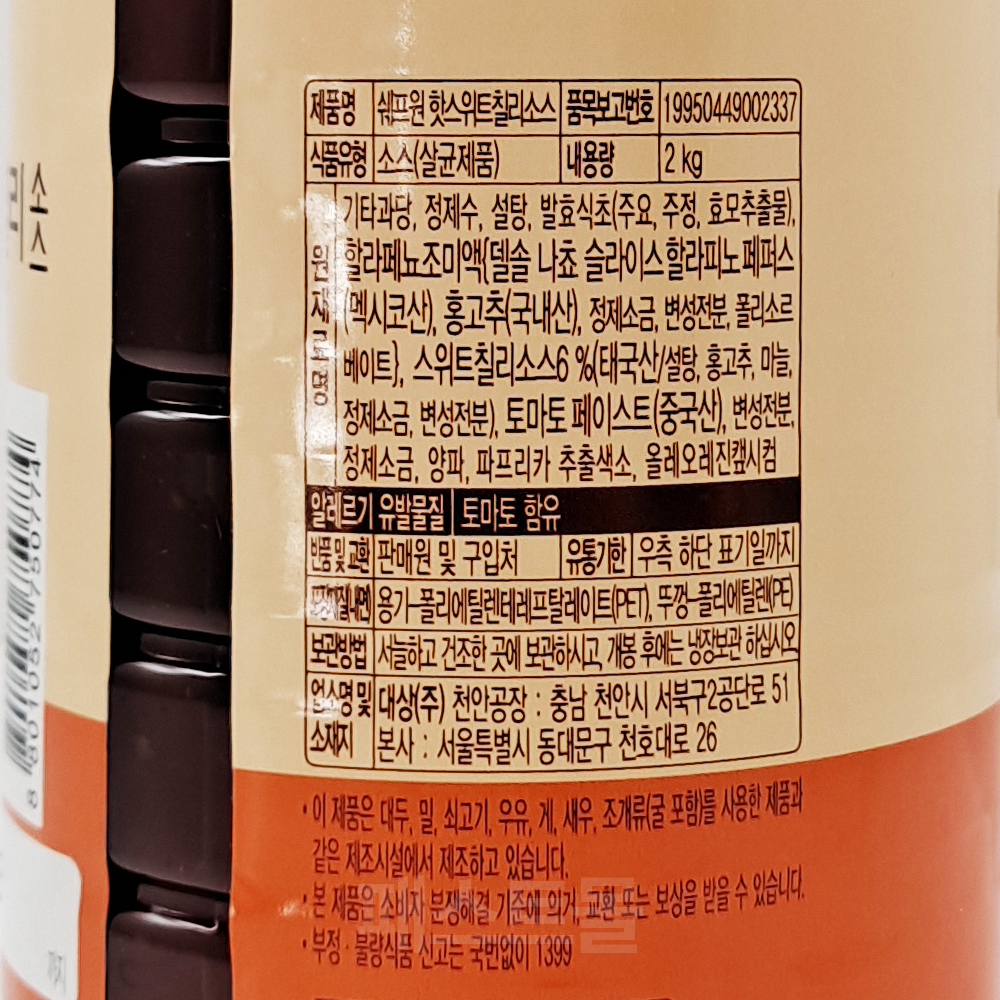 리소스
제품명 쉐프원 핫스위트칠리소스 품목보고번호 19950449002337
식품유형 소스(살균제품) 내용량 2 kg
원재료명
기타과당, 정제수, 설탕, 발효식초(주요, 주정, 효모추출물),
할라페뇨조미액{델솔 나쵸 슬라이스 할라피노 페퍼스
(멕시코산), 홍고추(국내산), 정제소금, 변성전분, 폴리소르
베이트}, 스위트칠리소스6 %(태국산/설탕, 홍고추, 마늘,
정제소금, 변성전분), 토마토 페이스트(중국산), 변성전분,
정제소금, 양파, 파프리카 추출색소, 올레오레진캪시컴
알레르기 유발물질 토마토 함유
반품 및 교환 판매원 및 구입처 유통기한 우측 하단 표기일까지
포장재질(내면) 용기-폴리에틸렌테레프탈레이트(PET), 뚜껑-폴리에틸렌(PE)
보관방법 서늘하고 건조한 곳에 보관하시고, 개봉 후에는 냉장보관 하십시오.
업소명 및 소재지 대상(주) 천안공장 : 충남 천안시 서북구 2공단로 51
본사 : 서울특별시 동대문구 천호대로 26
• 이 제품은 대두, 밀, 쇠고기, 우유, 게, 새우, 조개류(굴 포함)를 사용한 제품과
같은 제조시설에서 제조하고 있습니다.
• 본 제품은 소비자 분쟁해결 기준에 의거, 교환 또는 보상을 받을 수 있습니다.
• 부정 · 불량식품 신고는 국번없이 1399
8 801052 750774
까지